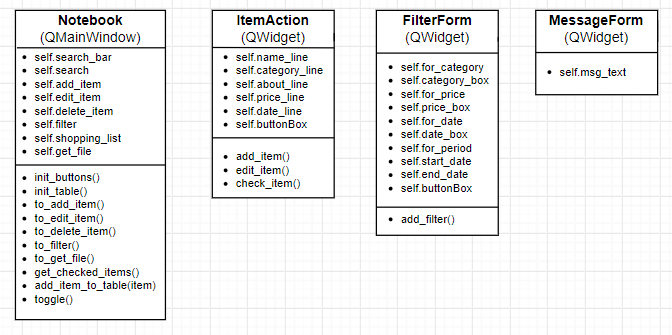 Notebook
(QMainWindow)
self.search_bar
self.search
self.add_item
self.edit_item
self.delete_item
self.filter
self.shopping_list
self.get_file
init_buttons()
init_table()
to_add_item()
to_edit_item()
to_delete_item()
to_filter()
to_get_file()
get_checked_items()
add_item_to_table(item)
toggle()
ItemAction
(QWidget)
self.name_line
self.category_line
self.about_line
self.price_line
self.date_line
self.buttonBox
add_item()
edit_item()
check_item()
FilterForm
(QWidget)
self.for_category
self.category_box
self.for_price
self.price_box
self.for_date
self.date_box
self.for_period
self.start_date
self.end_date
self.buttonBox
add_filter()
MessageForm
(QWidget)
self.msg_text